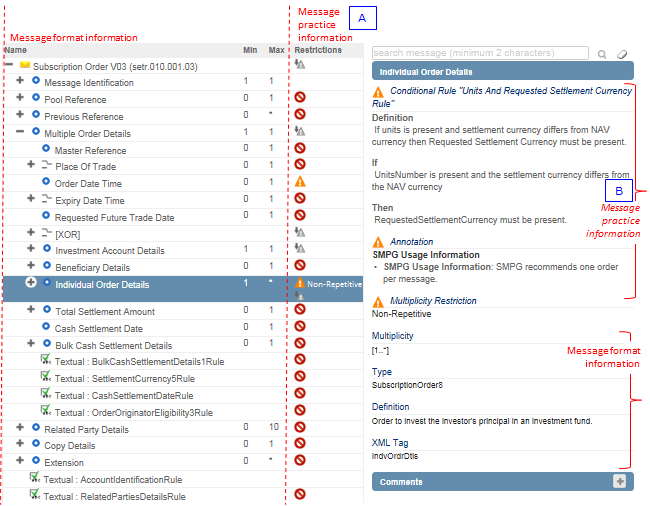 Message format information
Message
practice
information
A
Name Min Max Restrictions
Subscription Order V03 (setr.010.001.03)
Message Identification 1 1
Pool Reference 0 1
Previous Reference 0 *
Multiple Order Details 1 1
Master Reference 0 1
Place Of Trade 0 1
Order Date Time 0 1
Expiry Date Time 0 1
Requested Future Trade Date 0 1
[XOR]
Investment Account Details 1 1
Beneficiary Details 0 1
Individual Order Details 1 * Non-Repetitive
Total Settlement Amount 0 1
Cash Settlement Date 0 1
Bulk Cash Settlement Details 0 1
Textual : BulkCashSettlementDetails1Rule
Textual : SettlementCurrency5Rule
Textual : CashSettlementDateRule
Textual : OrderOriginatorEligibility3Rule
Related Party Details 0 10
Copy Details 0 1
Extension 0 *
Textual : AccountIdentificationRule
Textual : RelatedPartiesDetailsRule
search message (minimum 2 characters)
Individual Order Details
Conditional Rule "Units And Requested Settlement Currency
Rule"
Definition
If units is present and settlement currency differs from NAV
currency then Requested Settlement Currency must be present.
If
UnitsNumber is present and the settlement currency differs from
the NAV currency
Then
RequestedSettlementCurrency must be present.
B
Message
practice
information
Annotation
SMPG Usage Information
• SMPG Usage Information: SMPG recommends one order
per message.
Multiplicity Restriction
Non-Repetitive
Multiplicity
[1..*]
Message format
information
Type
SubscriptionOrder8
Definition
Order to invest the investor's principal in an investment fund.
XML Tag
IndvOrdrDtls
Comments